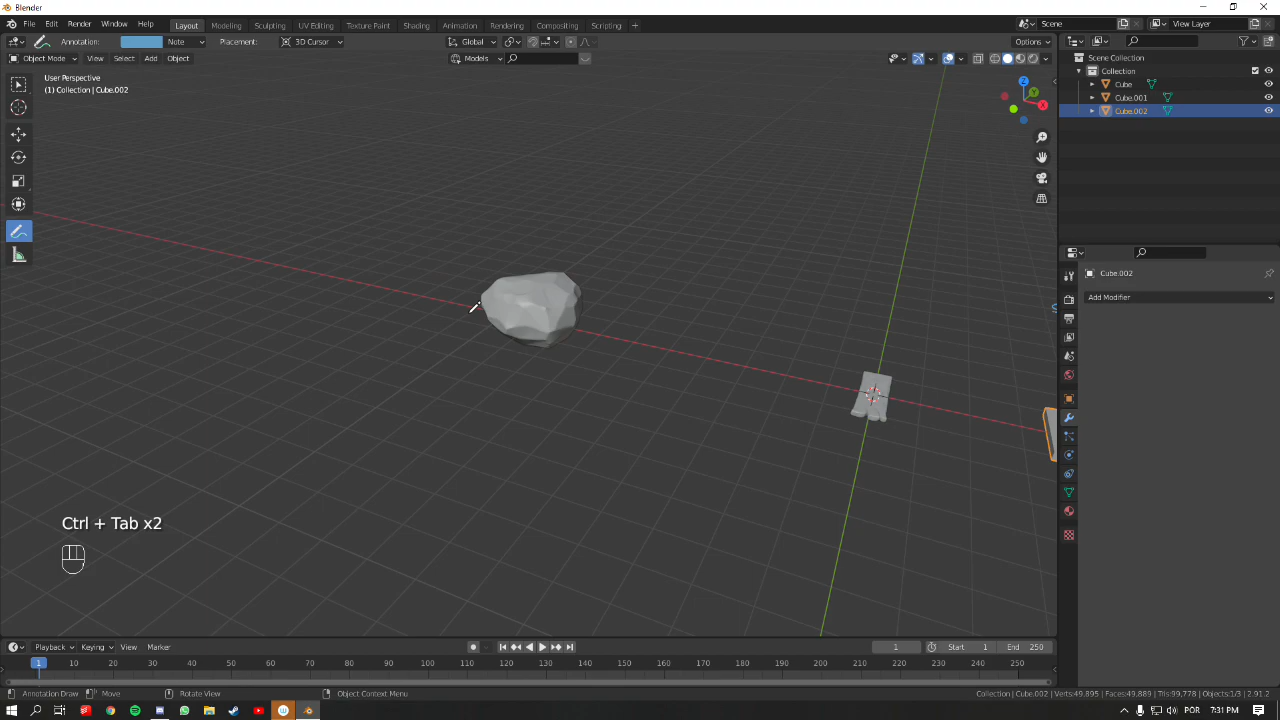 Blender
File Edit Render Window Help Layout Modeling Sculpting UV Editing Texture Paint Shading Animation Rendering Compositing Scripting + Scene View Layer
Annotation: Note Placement: 3D Cursor Global Options
Object Mode View Select Add Object Models
User Perspective
(1) Collection | Cube.002
Scene Collection
Collection
Cube
Cube.001
Cube.002
X
Y
Z
Cube.002
Add Modifier
Ctrl + Tab x2
Playback Keying View Marker 1 Start 1 End 250
1 10 20 30 40 50 60 70 80 90 100 110 120 130 140 150 160 170 180 190 200 210 220 230 240 250
Annotation Draw Move Rotate View Object Context Menu Collection | Cube.002 | Verts:49,895 | Faces:49,889 | Tris:99,778 | Objects:1/3 | 2.91.2
POR 7:31 PM